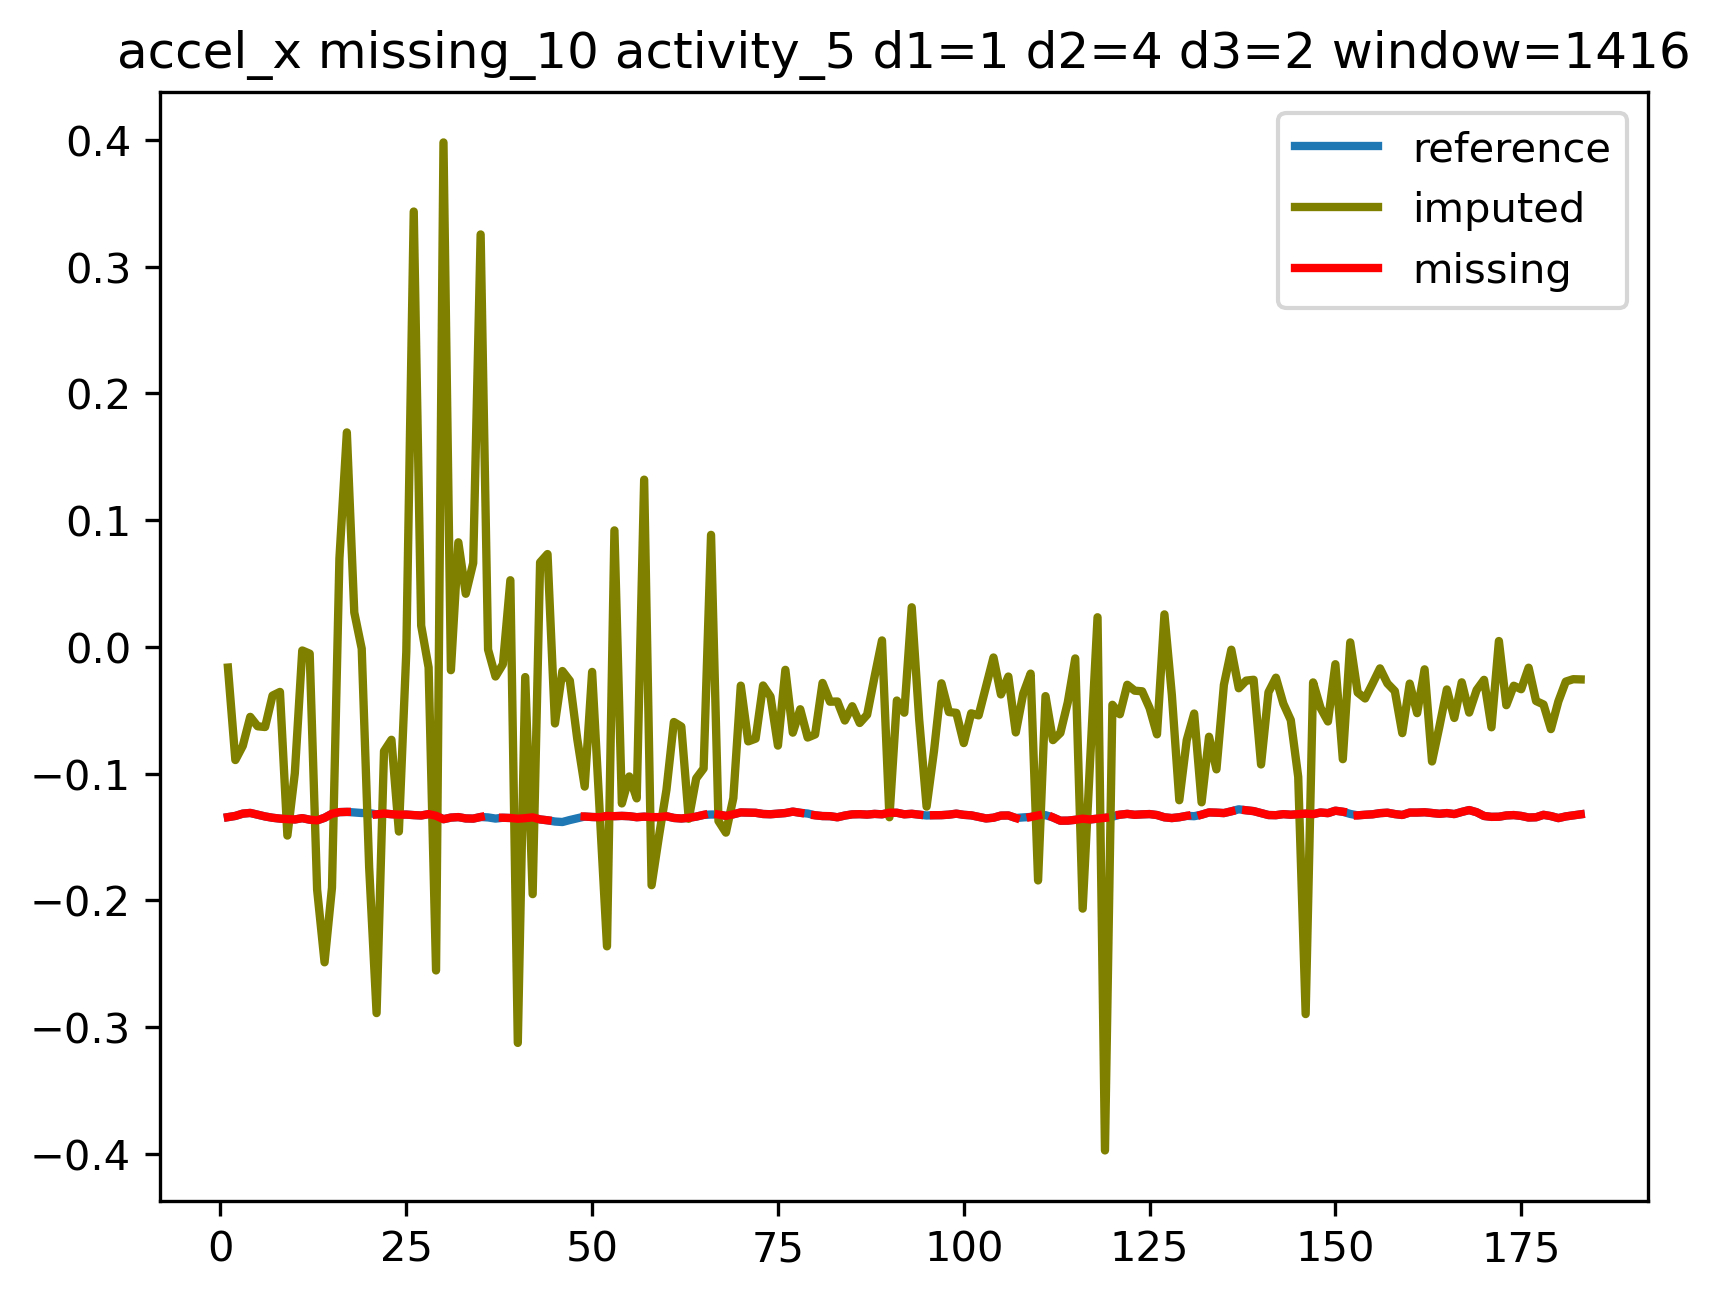 accel_x missing_10 activity_5 d1=1 d2=4 d3=2 window=1416
reference
imputed
missing
0.4
0.3
0.2
0.1
0.0
−0.1
−0.2
−0.3
−0.4
0 25 50 75 100 125 150 175